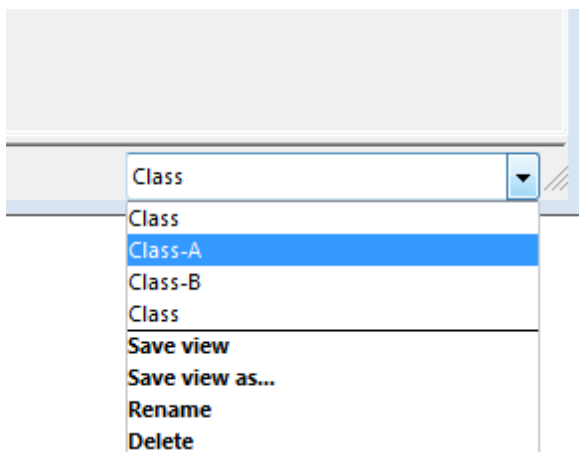 Class
Class
Class-A
Class-B
Class
Save view
Save view as...
Rename
Delete